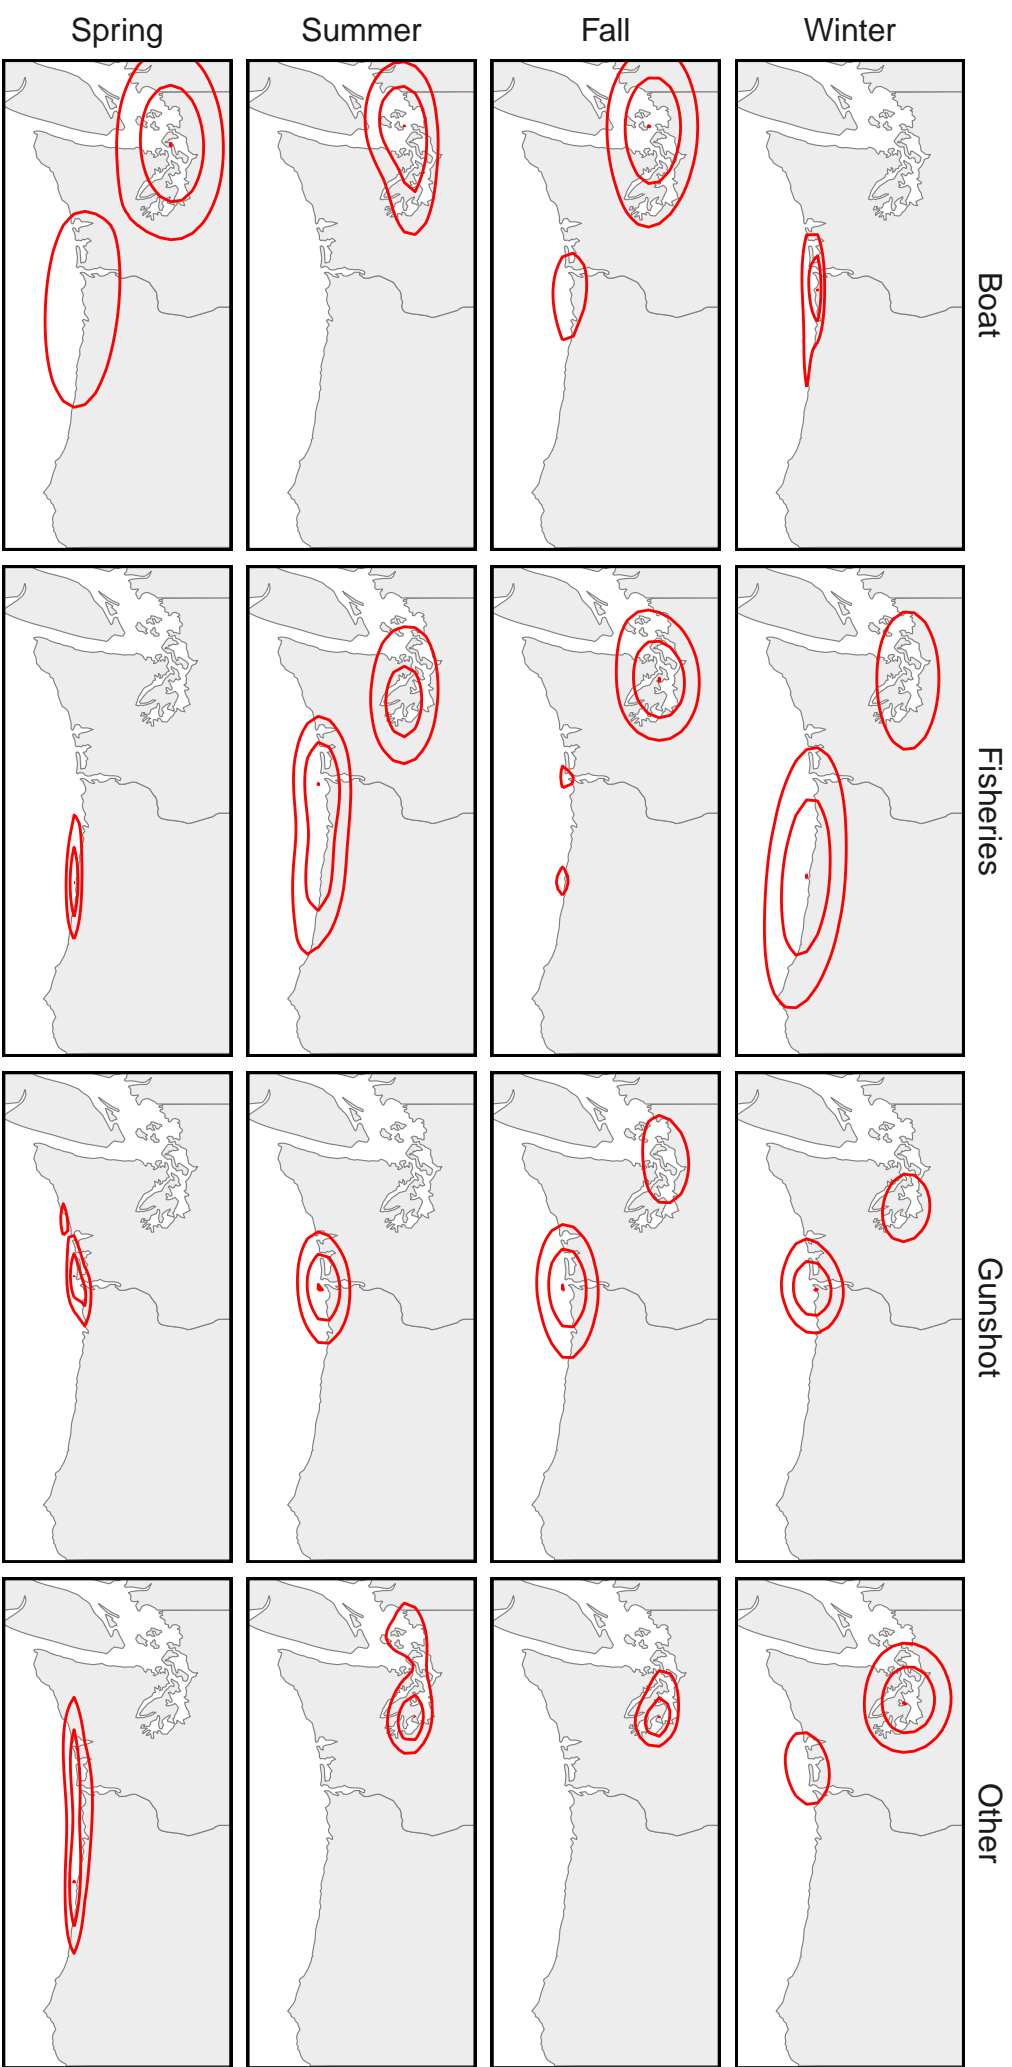 Spring
Summer
Fall
Winter
Boat
Fisheries
Gunshot
Other